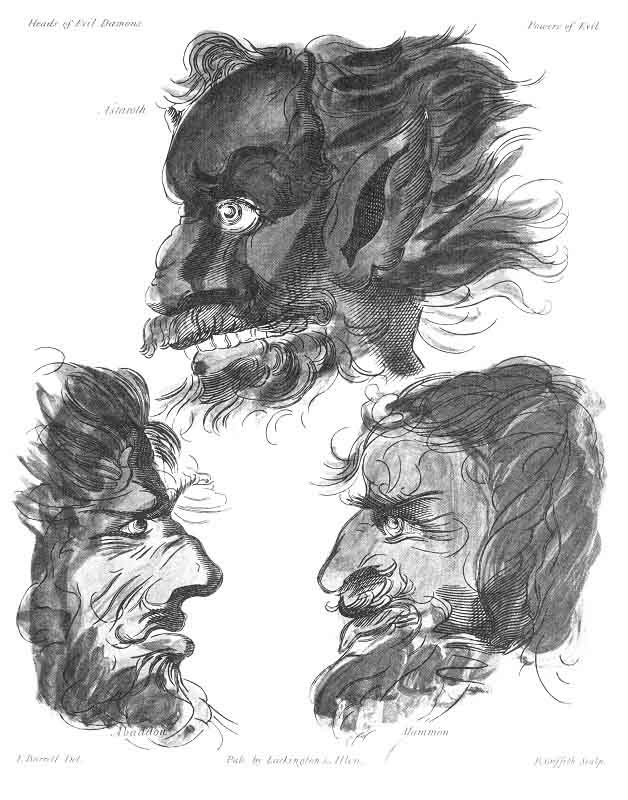 Heads of Evil Dæmons.
Powers of Evil
Astaroth
Abaddon
Mammon
F. Barrett Del.
Pub. by Lackington & Allen.
R. Griffith Sculp.